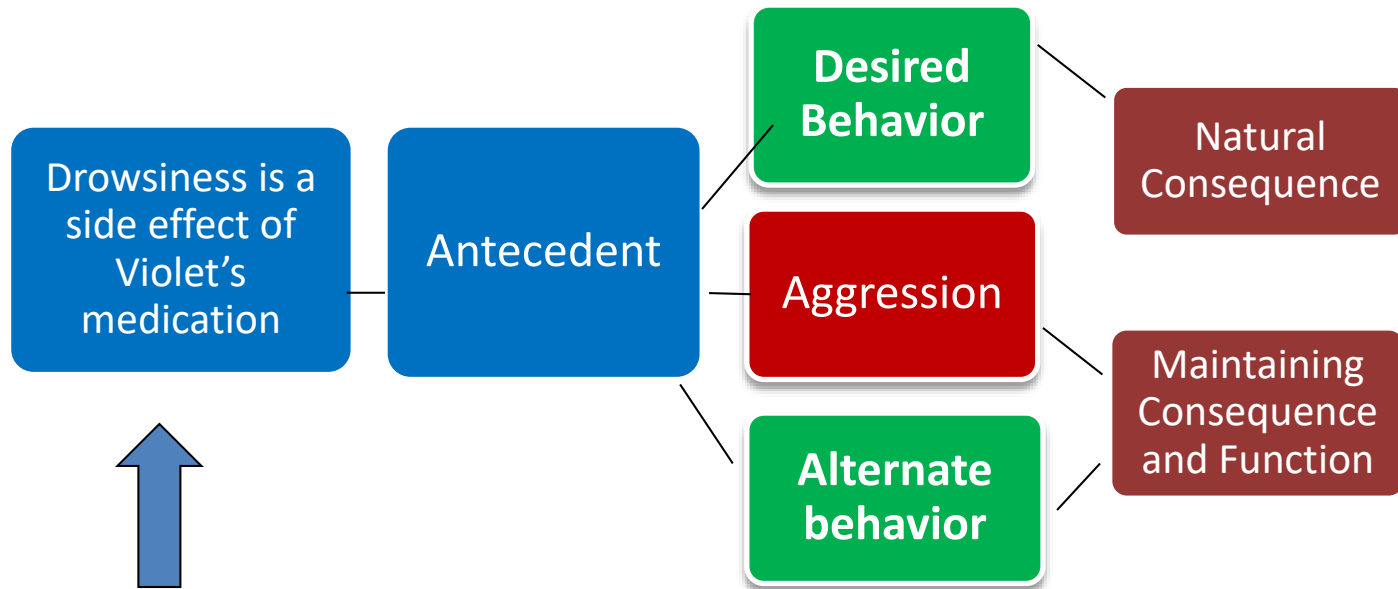 Drowsiness is a
side effect of
Violet’s
medication
Antecedent
Desired
Behavior
Aggression
Alternate
behavior
Natural
Consequence
Maintaining
Consequence
and Function